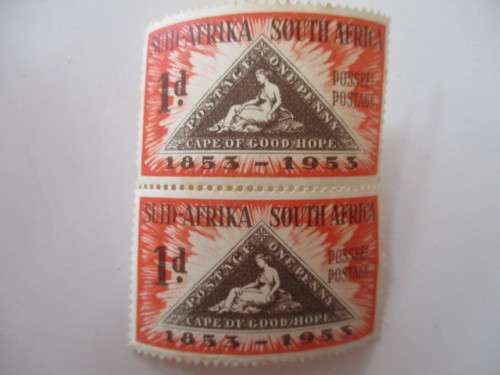 SUID-AFRIKA SOUTH AFRICA
1d.
POSSEEL
POSTAGE
POSTAGE ONE PENNY
CAPE OF GOOD HOPE
1853 - 1953
SUID-AFRIKA SOUTH AFRICA
1d.
POSSEEL
POSTAGE
POSTAGE ONE PENNY
CAPE OF GOOD HOPE
1853 - 1953